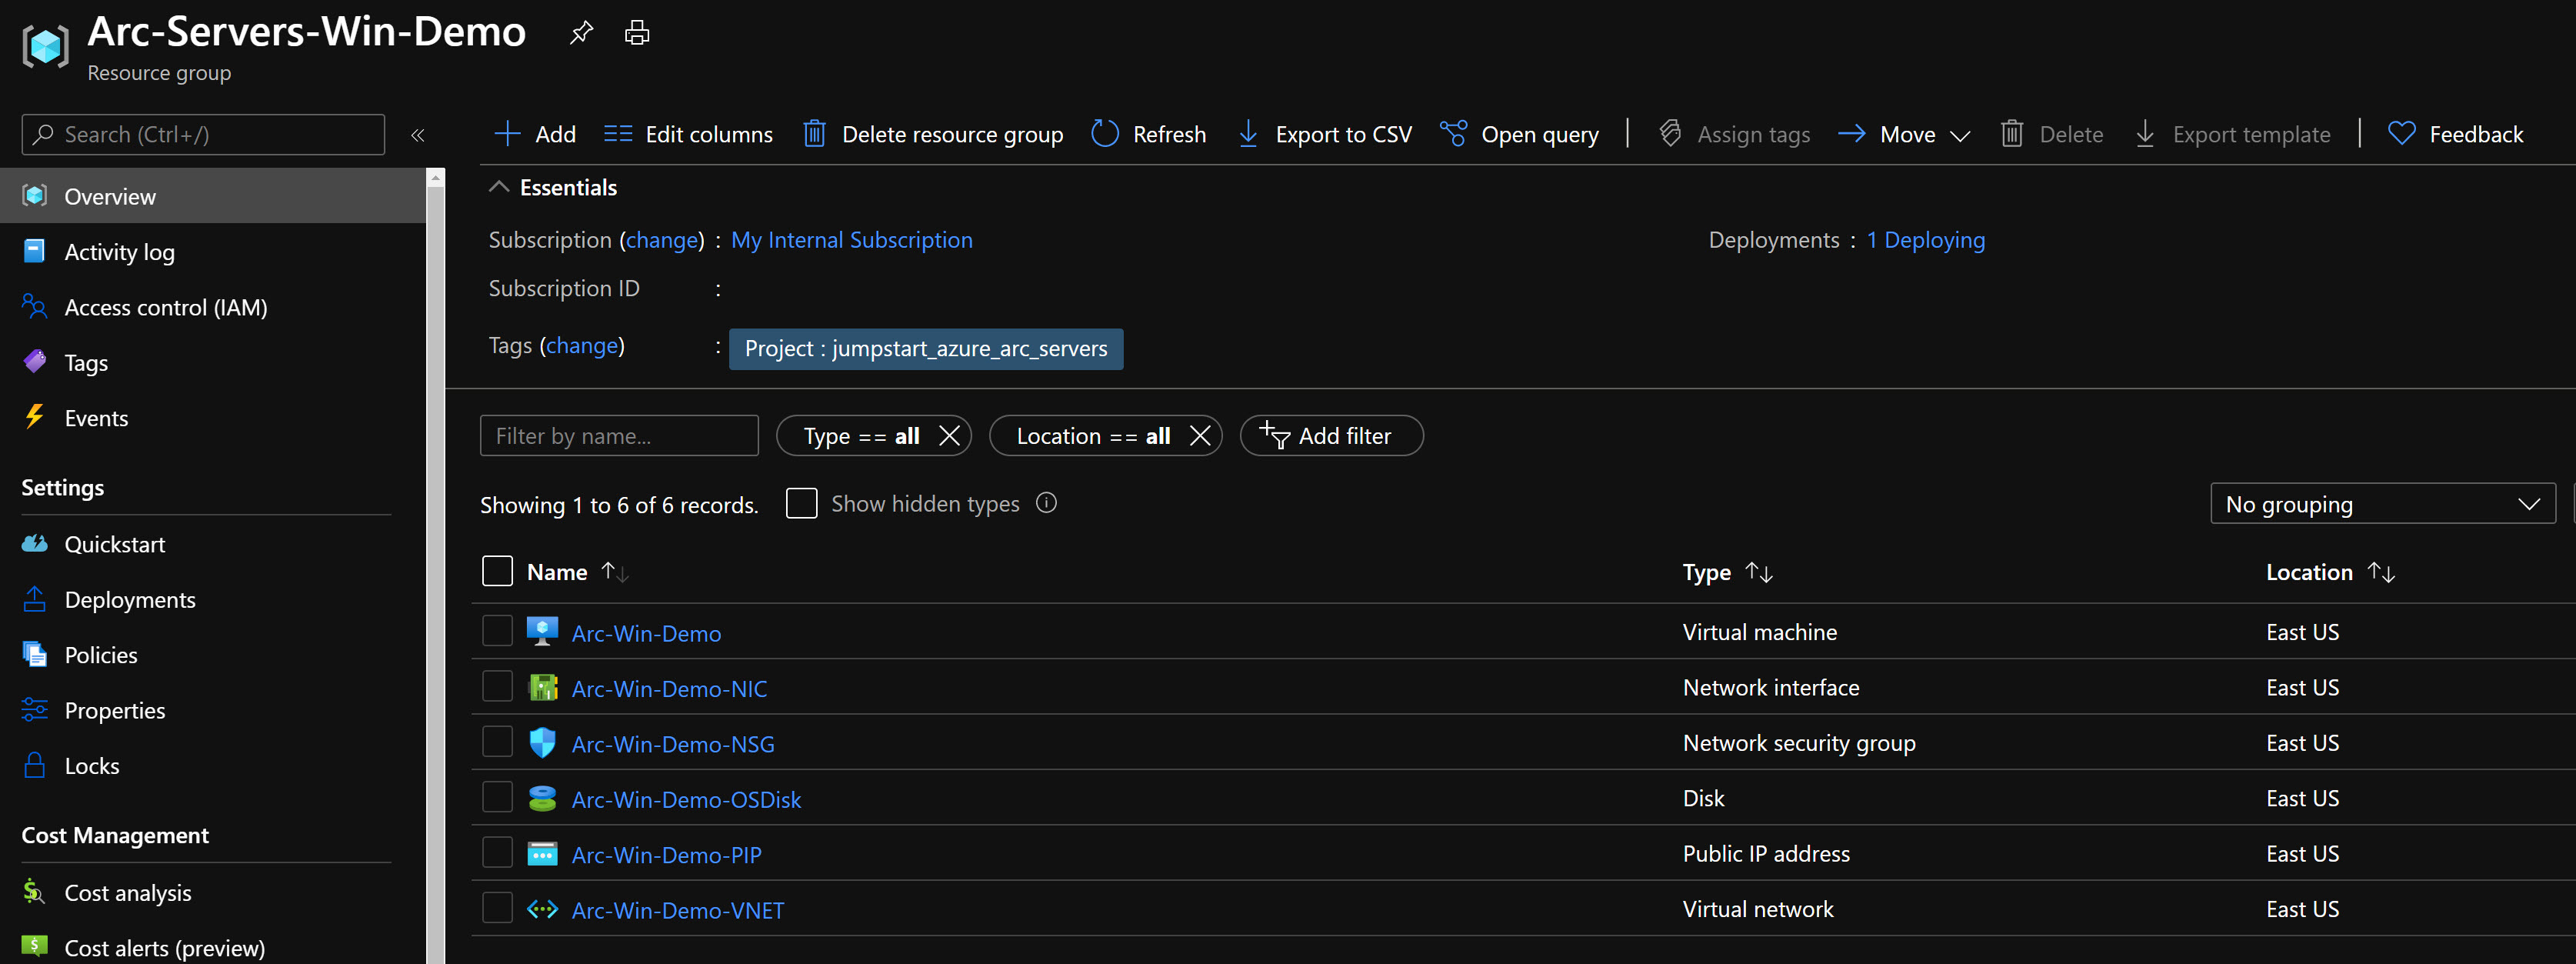 Arc-Servers-Win-Demo
Resource group
Search (Ctrl+/)
«
Overview
Activity log
Access control (IAM)
Tags
Events
Settings
Quickstart
Deployments
Policies
Properties
Locks
Cost Management
Cost analysis
Cost alerts (preview)
Add Edit columns Delete resource group Refresh Export to CSV Open query Assign tags Move Delete Export template Feedback
Essentials
Subscription (change) : My Internal Subscription Deployments : 1 Deploying
Subscription ID :
Tags (change) : Project : jumpstart_azure_arc_servers
Filter by name... Type == all Location == all Add filter
Showing 1 to 6 of 6 records. Show hidden types No grouping
Name Type Location
Arc-Win-Demo Virtual machine East US
Arc-Win-Demo-NIC Network interface East US
Arc-Win-Demo-NSG Network security group East US
Arc-Win-Demo-OSDisk Disk East US
Arc-Win-Demo-PIP Public IP address East US
Arc-Win-Demo-VNET Virtual network East US